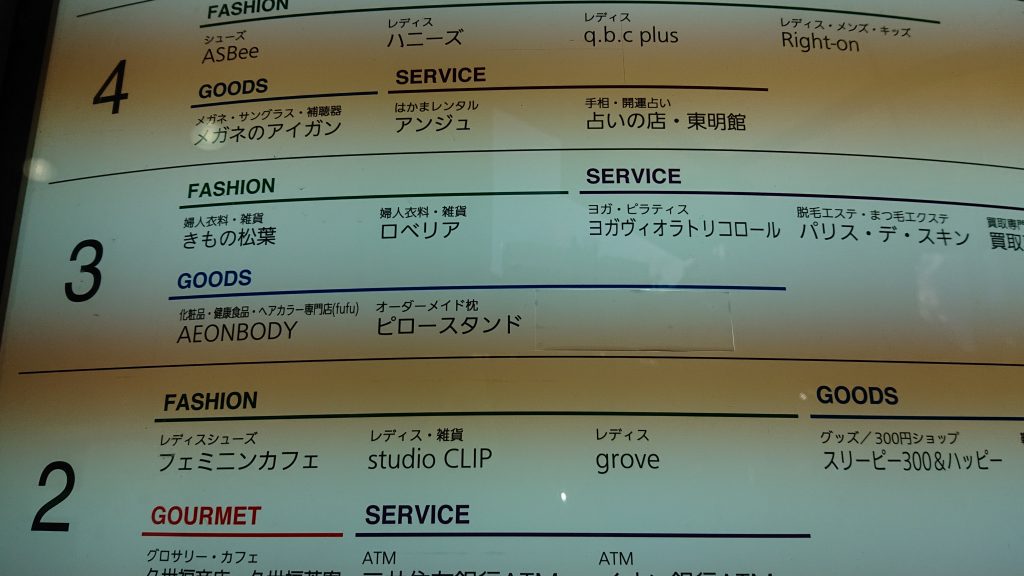 FASHION
シューズ レディス レディス レディス・メンズ・キッズ
ASBee ハニーズ q.b.c plus Right-on
4
GOODS SERVICE
メガネ・サングラス・補聴器 はかまレンタル 手相・開運占い
メガネのアイガン アンジュ 占いの店・東明館
FASHION SERVICE
婦人衣料・雑貨 婦人衣料・雑貨 ヨガ・ピラティス 脱毛エステ・まつ毛エクステ 買取専門
きもの松葉 ロベリア ヨガヴィオラトリコロール パリス・デ・スキン 買取
3
GOODS
化粧品・健康食品・ヘアカラー専門店(fufu) オーダーメイド枕
AEONBODY ピロースタンド
FASHION GOODS
レディスシューズ レディス・雑貨 レディス グッズ/300円ショップ
フェミニンカフェ studio CLIP grove スリーピー300&ハッピー
2
GOURMET SERVICE
グロサリー・カフェ ATM ATM